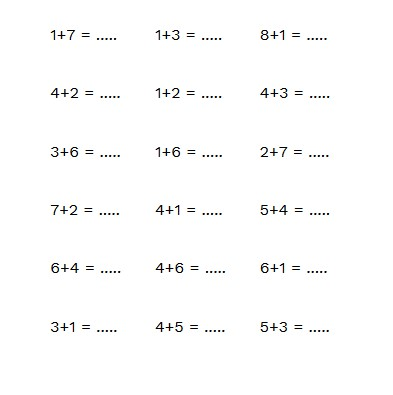 1+7 = ..... 1+3 = ..... 8+1 = .....
4+2 = ..... 1+2 = ..... 4+3 = .....
3+6 = ..... 1+6 = ..... 2+7 = .....
7+2 = ..... 4+1 = ..... 5+4 = .....
6+4 = ..... 4+6 = ..... 6+1 = .....
3+1 = ..... 4+5 = ..... 5+3 = .....